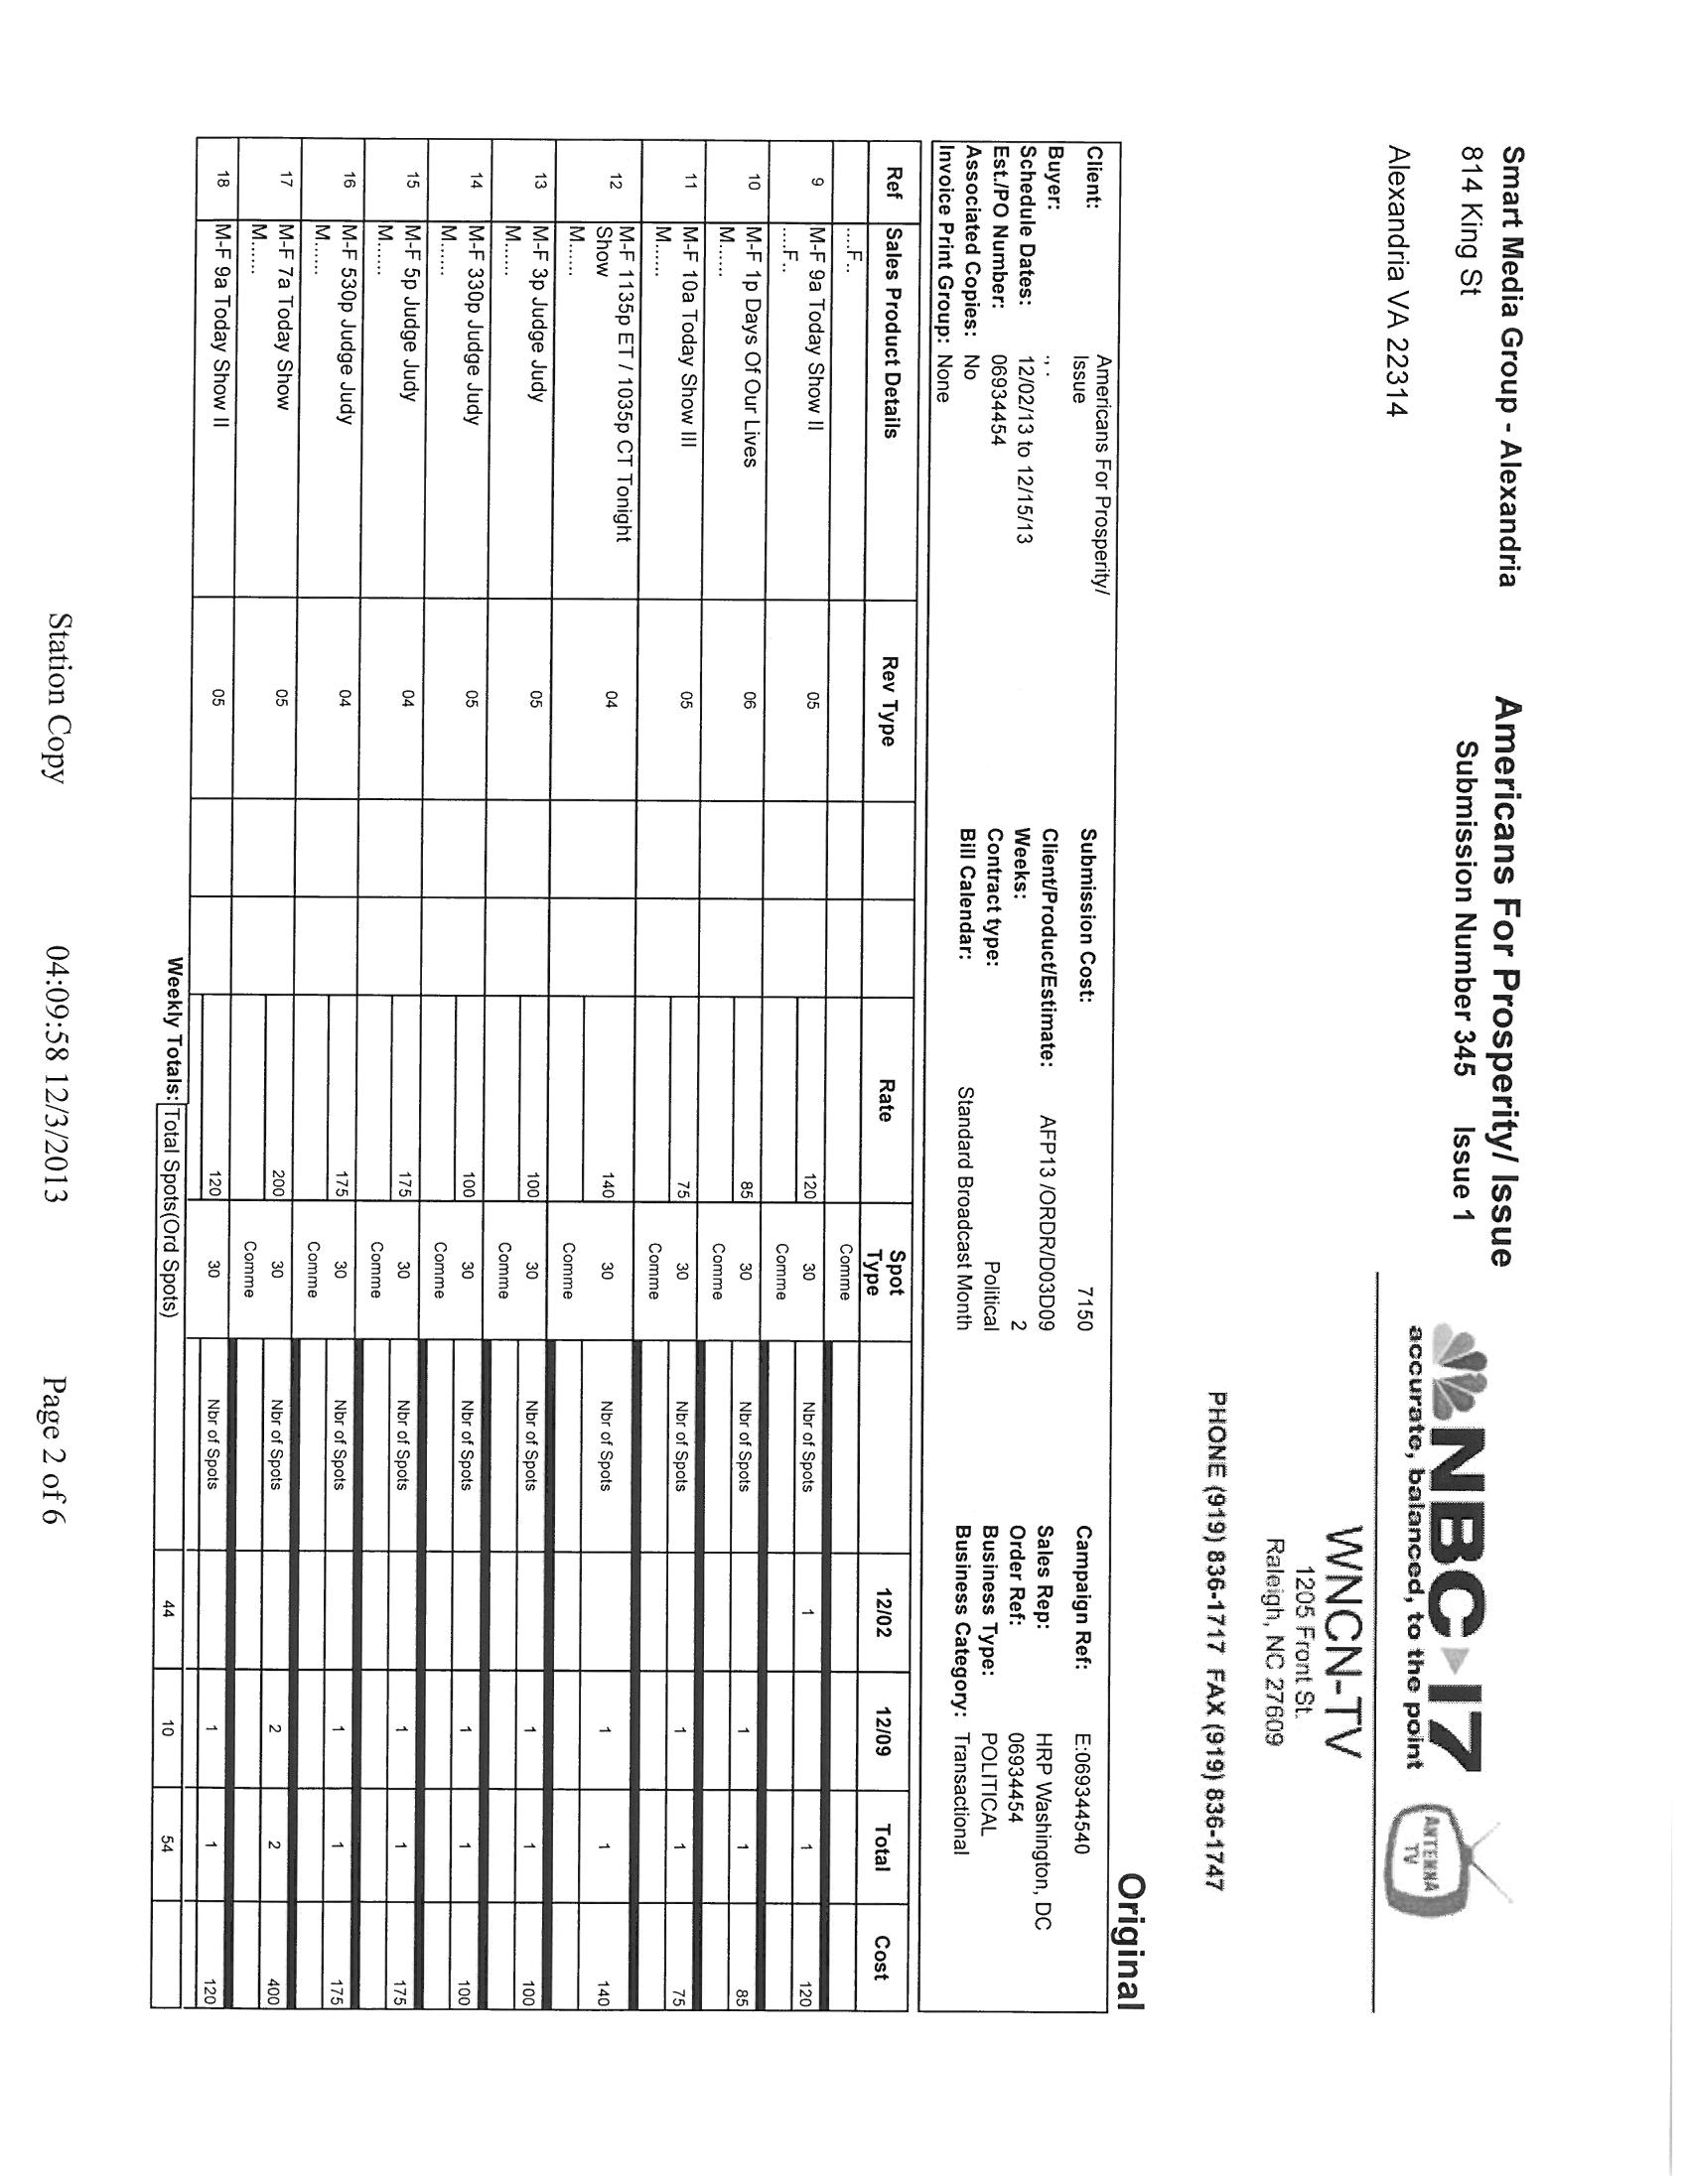 Smart Media Group - Alexandria
814 King St
Alexandria VA 22314
Americans For Prosperity/ Issue
Submission Number 345 Issue 1
NBC 17
accurate, balanced, to the point
ANTENNA TV
WNCN-TV
1205 Front St.
Raleigh, NC 27609
PHONE (919) 836-1717 FAX (919) 836-1747
Original
Client: Americans For Prosperity/ Issue
Buyer: ., .
Schedule Dates: 12/02/13 to 12/15/13
Est./PO Number: 06934454
Associated Copies: No
Invoice Print Group: None
Submission Cost: 7150
Client/Product/Estimate: AFP13 /ORDR/D03D09
Weeks: 2
Contract type: Political
Bill Calendar: Standard Broadcast Month
Campaign Ref: E:069344540
Sales Rep: HRP Washington, DC
Order Ref: 06934454
Business Type: POLITICAL
Business Category: Transactional
Ref Sales Product Details Rev Type Rate Spot Type 12/02 12/09 Total Cost
....F.. Comme
9 M-F 9a Today Show II 05 120 30 Nbr of Spots 1 1 120
....F.. Comme
10 M-F 1p Days Of Our Lives 06 85 30 Nbr of Spots 1 1 85
M...... Comme
11 M-F 10a Today Show III 05 75 30 Nbr of Spots 1 1 75
M...... Comme
12 M-F 1135p ET / 1035p CT Tonight Show 04 140 30 Nbr of Spots 1 1 140
M...... Comme
13 M-F 3p Judge Judy 05 100 30 Nbr of Spots 1 1 100
M...... Comme
14 M-F 330p Judge Judy 05 100 30 Nbr of Spots 1 1 100
M...... Comme
15 M-F 5p Judge Judy 04 175 30 Nbr of Spots 1 1 175
M...... Comme
16 M-F 530p Judge Judy 04 175 30 Nbr of Spots 1 1 175
M...... Comme
17 M-F 7a Today Show 05 200 30 Nbr of Spots 2 2 400
M...... Comme
18 M-F 9a Today Show II 05 120 30 Nbr of Spots 1 1 120
Weekly Totals: Total Spots(Ord Spots) 44 10 54
Station Copy 04:09:58 12/3/2013 Page 2 of 6